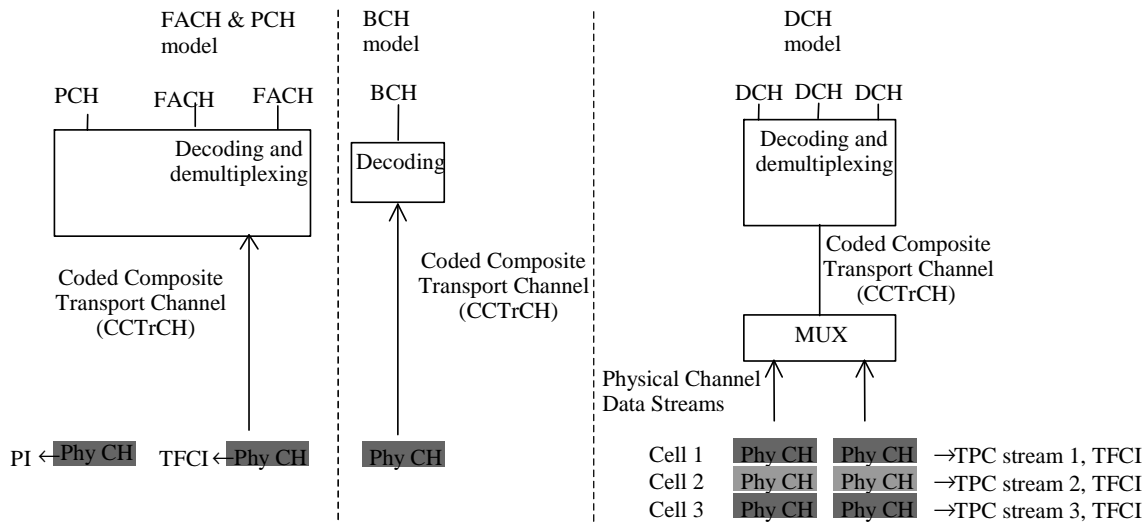 FACH & PCH
model
PCH
FACH
FACH
Decoding and
demultiplexing
Coded Composite
Transport Channel
(CCTrCH)
PI ←Phy CH
TFCI ←Phy CH
BCH
model
BCH
Decoding
Coded Composite
Transport Channel
(CCTrCH)
Phy CH
DCH
model
DCH DCH DCH
Decoding and
demultiplexing
Coded Composite
Transport Channel
(CCTrCH)
MUX
Physical Channel
Data Streams
Cell 1 Phy CH Phy CH →TPC stream 1, TFCI
Cell 2 Phy CH Phy CH →TPC stream 2, TFCI
Cell 3 Phy CH Phy CH →TPC stream 3, TFCI